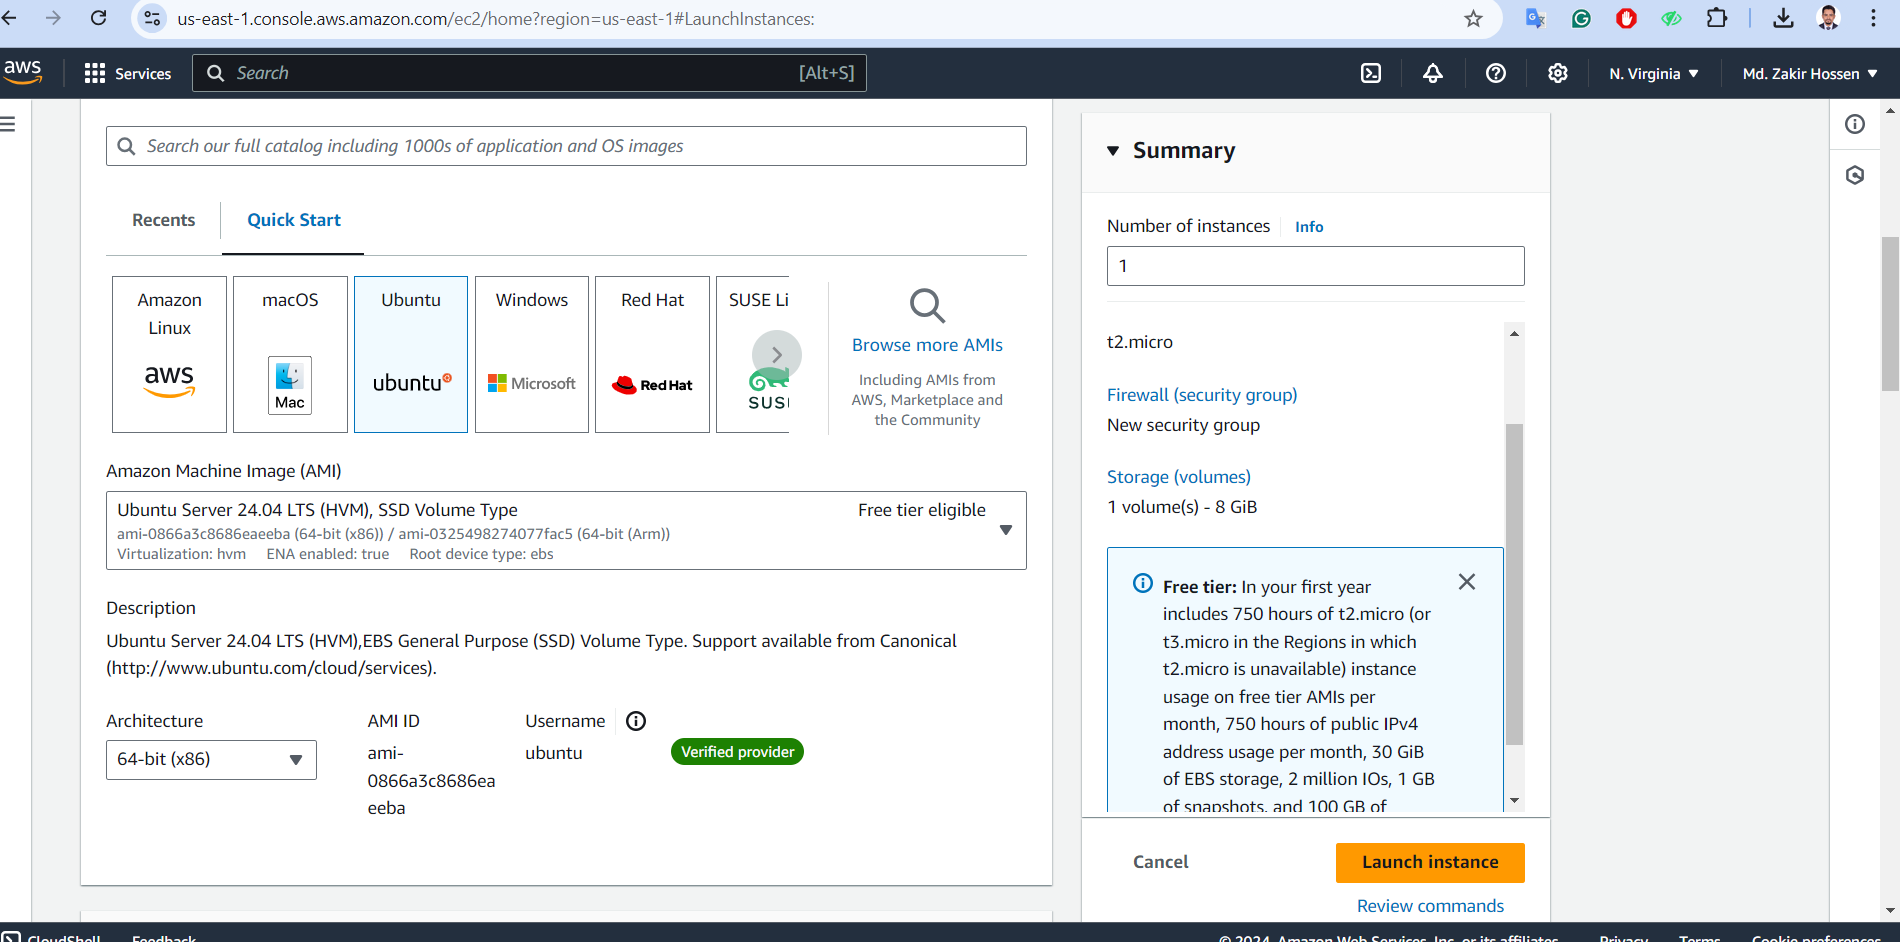 us-east-1.console.aws.amazon.com/ec2/home?region=us-east-1#LaunchInstances:
aws
Services
Search
[Alt+S]
N. Virginia
Md. Zakir Hossen
Search our full catalog including 1000s of application and OS images
Recents
Quick Start
Amazon
Linux
aws
macOS
Mac
Ubuntu
ubuntu
Windows
Microsoft
Red Hat
Red Hat
SUSE Li
SUS
Browse more AMIs
Including AMIs from
AWS, Marketplace and
the Community
Amazon Machine Image (AMI)
Ubuntu Server 24.04 LTS (HVM), SSD Volume Type
Free tier eligible
ami-0866a3c8686eaeeba (64-bit (x86)) / ami-0325498274077fac5 (64-bit (Arm))
Virtualization: hvm ENA enabled: true Root device type: ebs
Description
Ubuntu Server 24.04 LTS (HVM),EBS General Purpose (SSD) Volume Type. Support available from Canonical
(http://www.ubuntu.com/cloud/services).
Architecture
64-bit (x86)
AMI ID
ami-
0866a3c8686ea
eeba
Username
ubuntu
Verified provider
Summary
Number of instances
Info
1
t2.micro
Firewall (security group)
New security group
Storage (volumes)
1 volume(s) - 8 GiB
Free tier: In your first year
includes 750 hours of t2.micro (or
t3.micro in the Regions in which
t2.micro is unavailable) instance
usage on free tier AMIs per
month, 750 hours of public IPv4
address usage per month, 30 GiB
of EBS storage, 2 million IOs, 1 GB
of snapshots, and 100 GB of
Cancel
Launch instance
Review commands
CloudShell
Feedback
© 2024, Amazon Web Services, Inc. or its affiliates.
Privacy
Terms
Cookie preferences